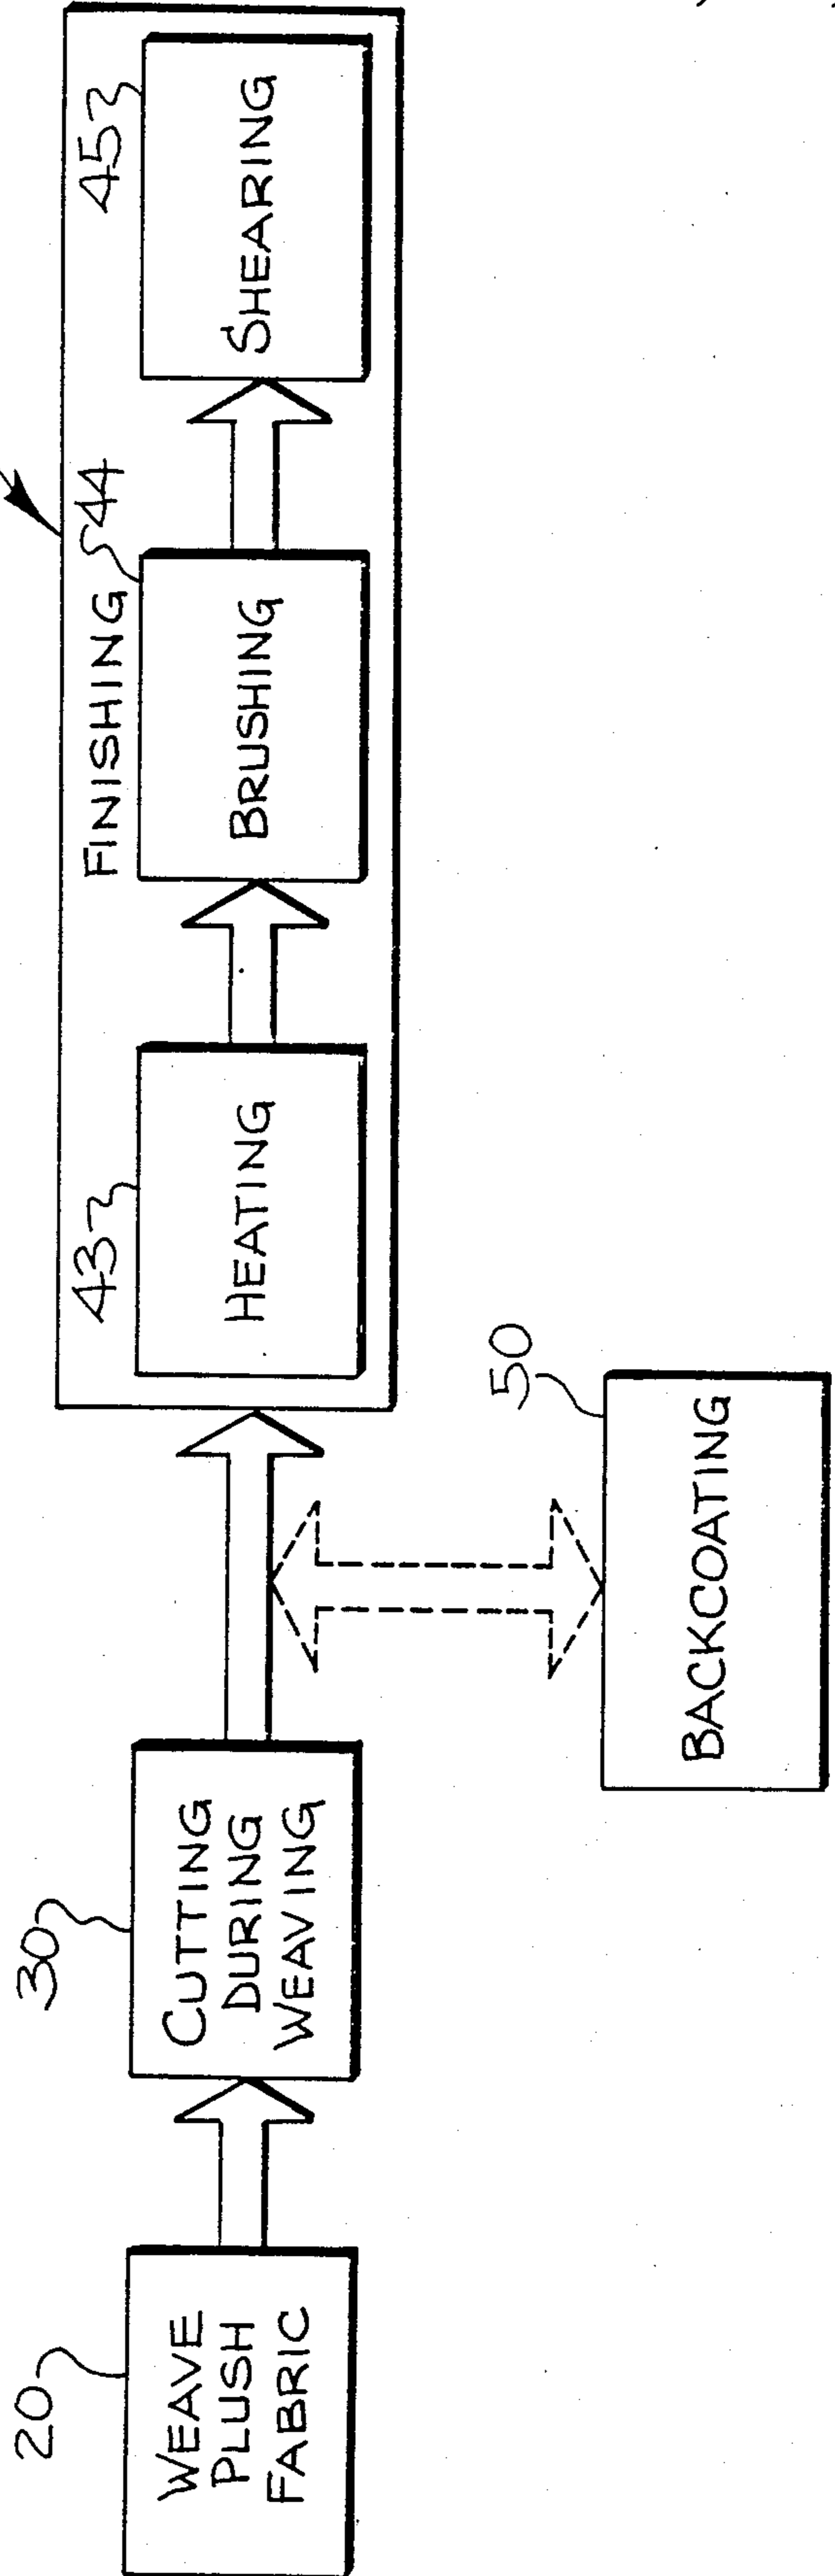 20
WEAVE
PLUSH
FABRIC
30
CUTTING
DURING
WEAVING
50
BACKCOATING
FINISHING
43
HEATING
44
BRUSHING
45
SHEARING